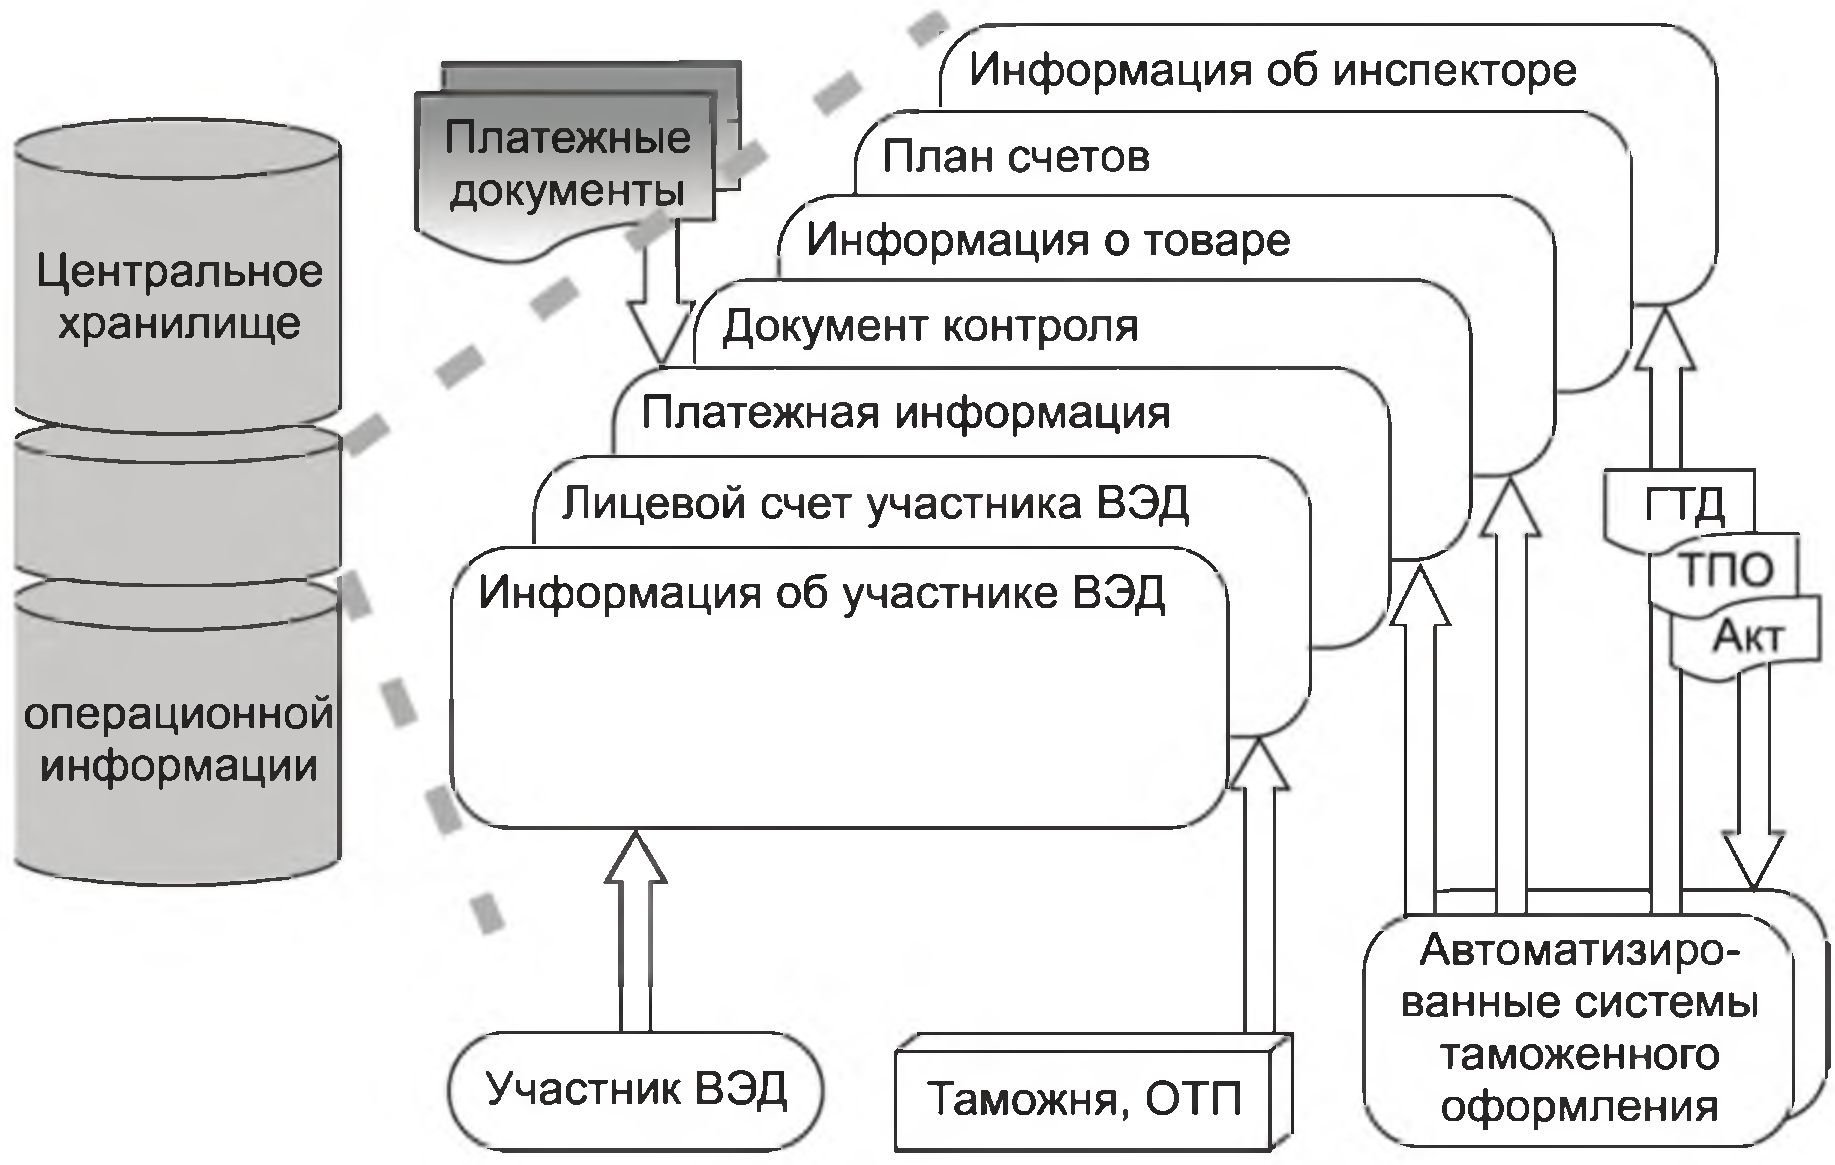 Информация об инспекторе
Платежные
документы
План счетов
Информация о товаре
Центральное
хранилище
Документ контроля
Платежная информация
Лицевой счет участника ВЭД
ГТД
ТПО
Информация об участнике ВЭД
Акт
операционной
информации
Автоматизиро-
ванные системы
таможенного
оформления
Участник ВЭД
Таможня, ОТП